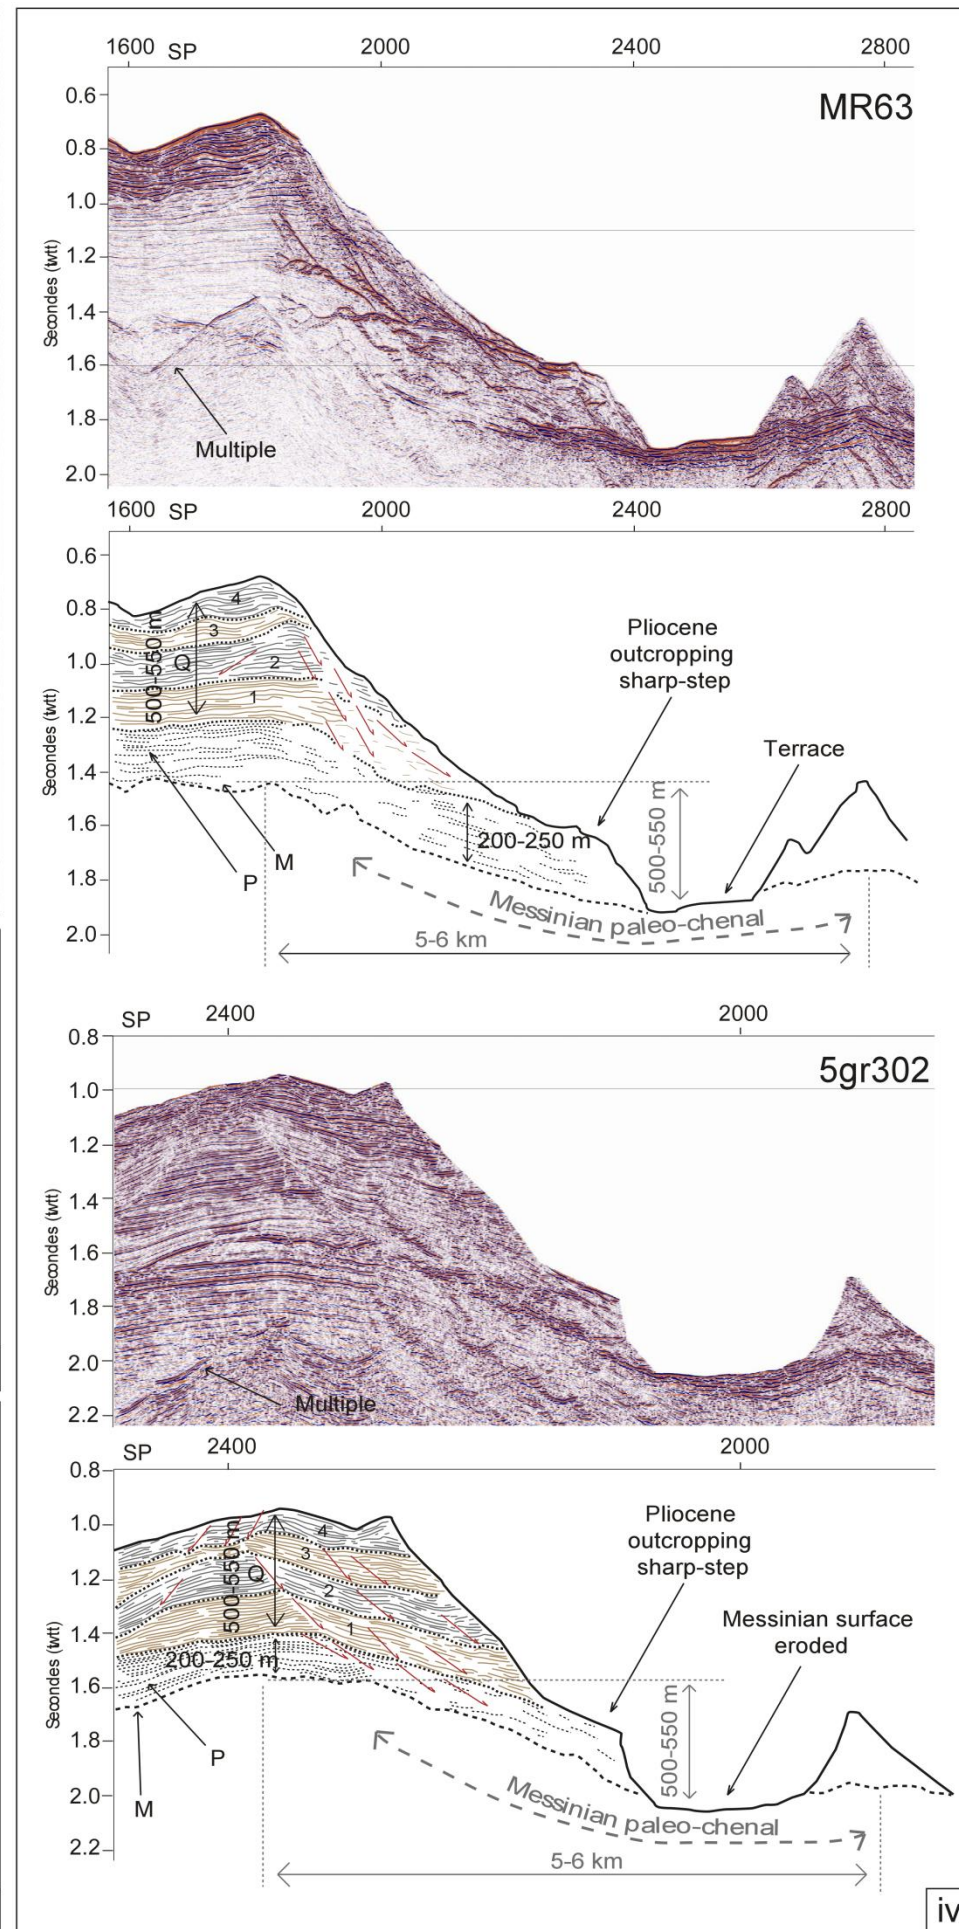 1600 SP 2000 2400 2800
MR63
0.6
0.8
1.0
1.2
1.4
1.6
1.8
2.0
Secondes (twtt)
Multiple
1600 SP 2000 2400 2800
0.6
0.8
1.0
1.2
1.4
1.6
1.8
2.0
Secondes (twtt)
4
3
Q
2
1
500-550 m
Pliocene
outcropping
sharp-step
Terrace
200-250 m
500-550 m
M
P
Messinian paleo-chenal
5-6 km
SP 2400 2000
5gr302
0.8
1.0
1.2
1.4
1.6
1.8
2.0
2.2
Secondes (twtt)
Multiple
SP 2400 2000
0.8
1.0
1.2
1.4
1.6
1.8
2.0
2.2
Secondes (twtt)
4
3
Q
2
1
500-550 m
200-250 m
Pliocene
outcropping
sharp-step
Messinian surface
eroded
500-550 m
P
M
Messinian paleo-chenal
5-6 km
iv